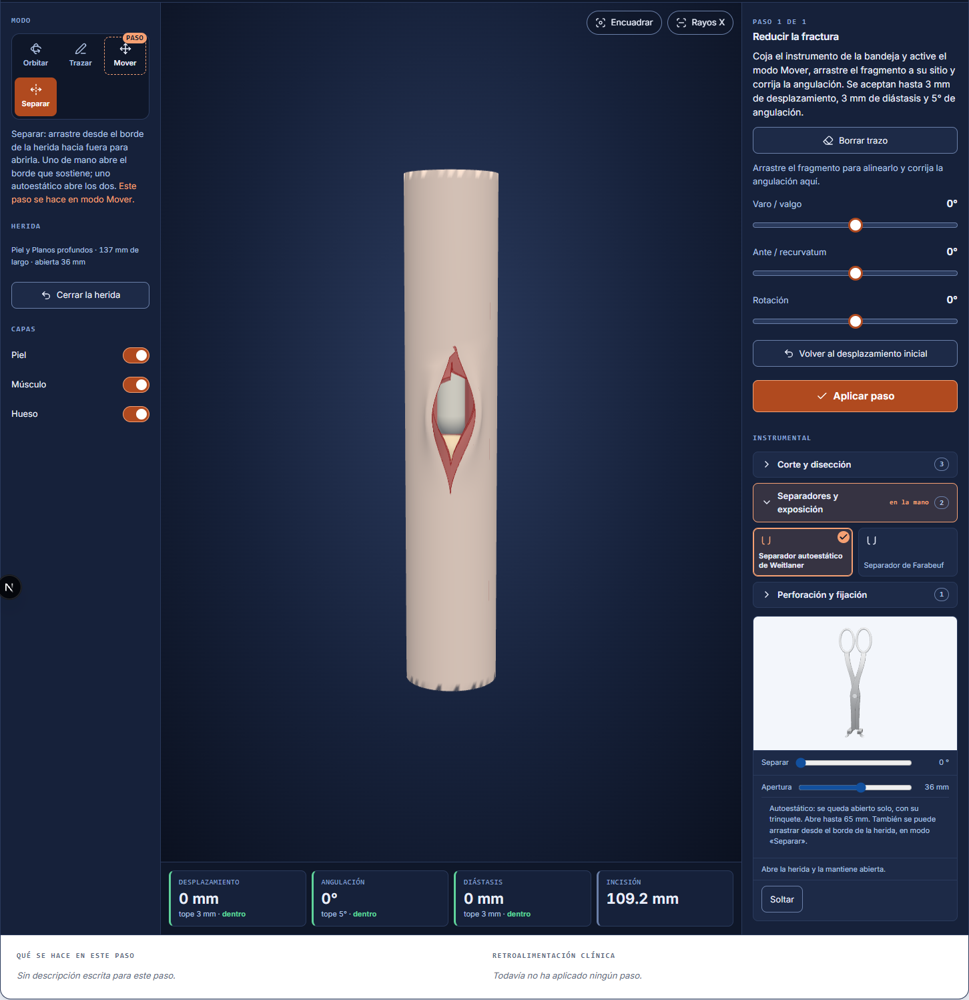 MODO
Orbitar
Trazar
PASO
Mover
Separar
Separar: arrastre desde el borde
de la herida hacia fuera para
abrirla. Uno de mano abre el
borde que sostiene; uno
autoestático abre los dos. Este
paso se hace en modo Mover.
HERIDA
Piel y Planos profundos · 137 mm de
largo · abierta 36 mm
Cerrar la herida
CAPAS
Piel
Músculo
Hueso
N
Encuadrar
Rayos X
DESPLAZAMIENTO
0 mm
tope 3 mm · dentro
ANGULACIÓN
0°
tope 5° · dentro
DIÁSTASIS
0 mm
tope 3 mm · dentro
INCISIÓN
109.2 mm
PASO 1 DE 1
Reducir la fractura
Coja el instrumento de la bandeja y active el
modo Mover, arrastre el fragmento a su sitio y
corrija la angulación. Se aceptan hasta 3 mm
de desplazamiento, 3 mm de diástasis y 5° de
angulación.
Borrar trazo
Arrastre el fragmento para alinearlo y corrija la
angulación aquí.
Varo / valgo 0°
Ante / recurvatum 0°
Rotación 0°
Volver al desplazamiento inicial
Aplicar paso
INSTRUMENTAL
Corte y disección 3
Separadores y
exposición
en la mano 2
Separador autoestático
de Weitlaner
Separador de Farabeuf
Perforación y fijación 1
Separar 0 °
Apertura 36 mm
Autoestático: se queda abierto solo, con su
trinquete. Abre hasta 65 mm. También se puede
arrastrar desde el borde de la herida, en modo
«Separar».
Abre la herida y la mantiene abierta.
Soltar
QUÉ SE HACE EN ESTE PASO
Sin descripción escrita para este paso.
RETROALIMENTACIÓN CLÍNICA
Todavía no ha aplicado ningún paso.